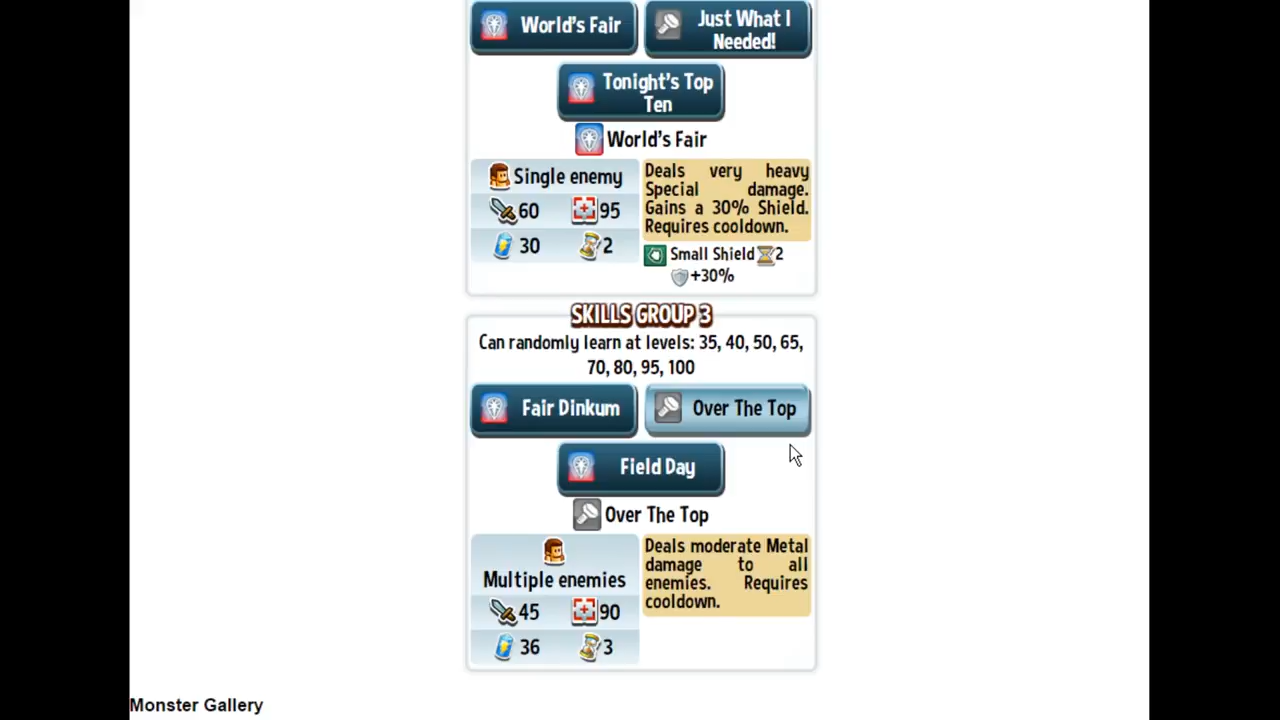 World's Fair
Just What I
Needed!
Tonight's Top
Ten
World's Fair
Single enemy
60 95
30 2
Deals very heavy
Special damage.
Gains a 30% Shield.
Requires cooldown.
Small Shield 2
+30%
SKILLS GROUP 3
Can randomly learn at levels: 35, 40, 50, 65,
70, 80, 95, 100
Fair Dinkum
Over The Top
Field Day
Over The Top
Multiple enemies
45 90
36 3
Deals moderate Metal
damage to all
enemies. Requires
cooldown.
Monster Gallery